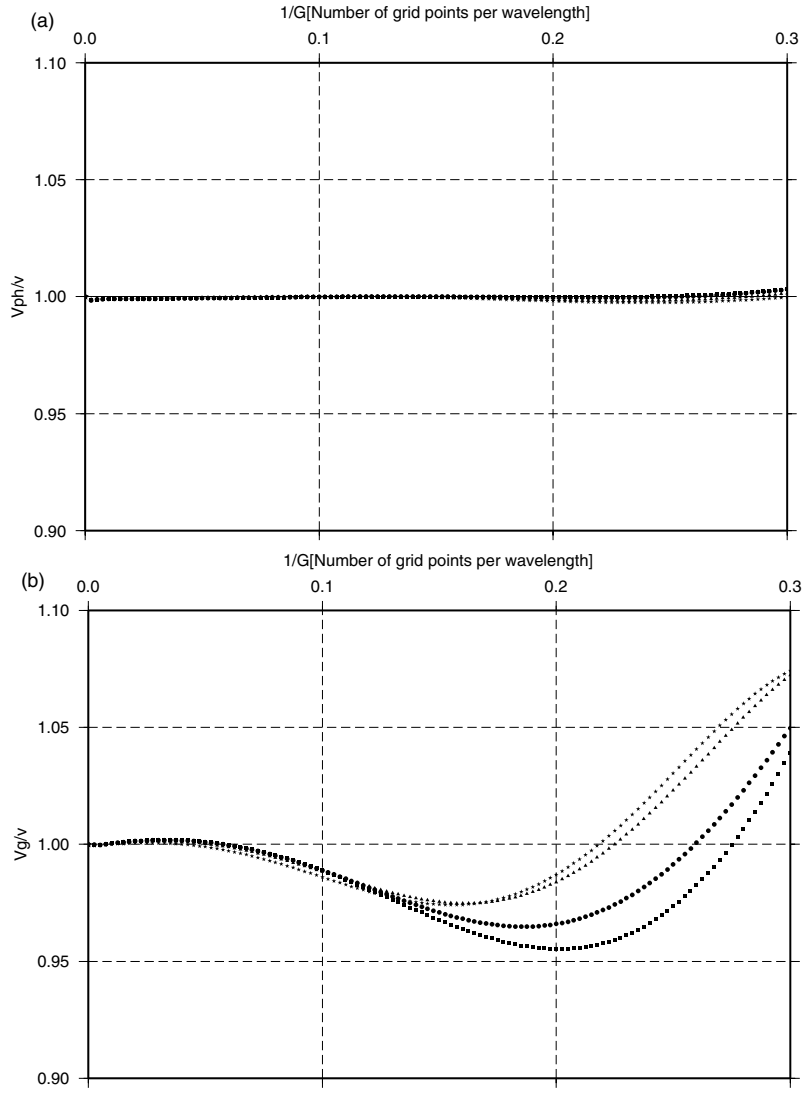 (a)
1/G[Number of grid points per wavelength]
0.0 0.1 0.2 0.3
1.10
1.05
1.00
0.95
0.90
Vph/v
(b)
1/G[Number of grid points per wavelength]
0.0 0.1 0.2 0.3
1.10
1.05
1.00
0.95
0.90
Vg/v